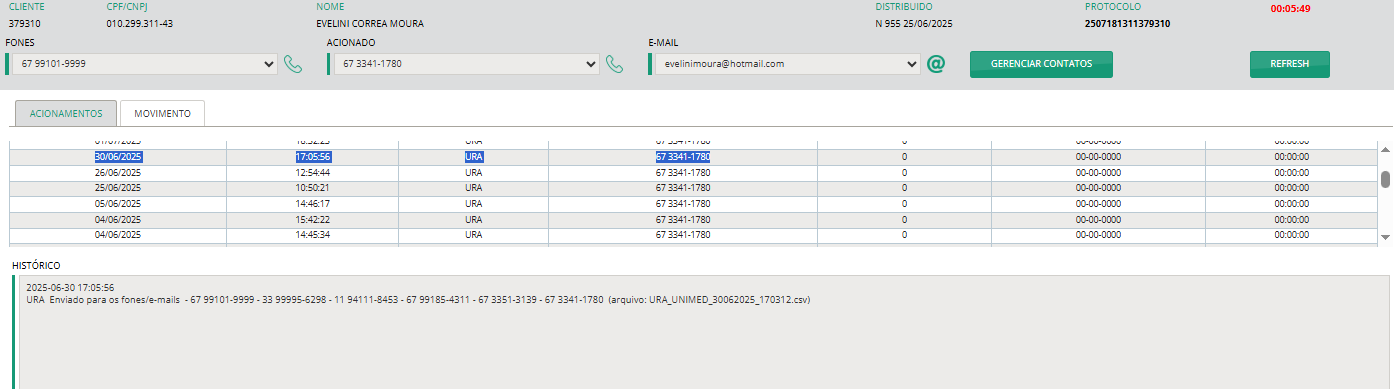 CLIENTE CPF/CNPJ NOME DISTRIBUIDO PROTOCOLO 00:05:49
379310 010.299.311-43 EVELINI CORREA MOURA N 955 25/06/2025 2507181311379310
FONES ACIONADO E-MAIL
67 99101-9999 67 3341-1780 evelinimoura@hotmail.com @ GERENCIAR CONTATOS REFRESH
ACIONAMENTOS MOVIMENTO
01/07/2025 18:52:25 URA 67 3341-1780 0 00-00-0000 00:00:00
30/06/2025 17:05:56 URA 67 3341-1780 0 00-00-0000 00:00:00
26/06/2025 12:54:44 URA 67 3341-1780 0 00-00-0000 00:00:00
25/06/2025 10:50:21 URA 67 3341-1780 0 00-00-0000 00:00:00
05/06/2025 14:46:17 URA 67 3341-1780 0 00-00-0000 00:00:00
04/06/2025 15:42:22 URA 67 3341-1780 0 00-00-0000 00:00:00
04/06/2025 14:45:34 URA 67 3341-1780 0 00-00-0000 00:00:00
HISTÓRICO
2025-06-30 17:05:56
URA Enviado para os fones/e-mails - 67 99101-9999 - 33 99995-6298 - 11 94111-8453 - 67 99185-4311 - 67 3351-3139 - 67 3341-1780 (arquivo: URA_UNIMED_30062025_170312.csv)